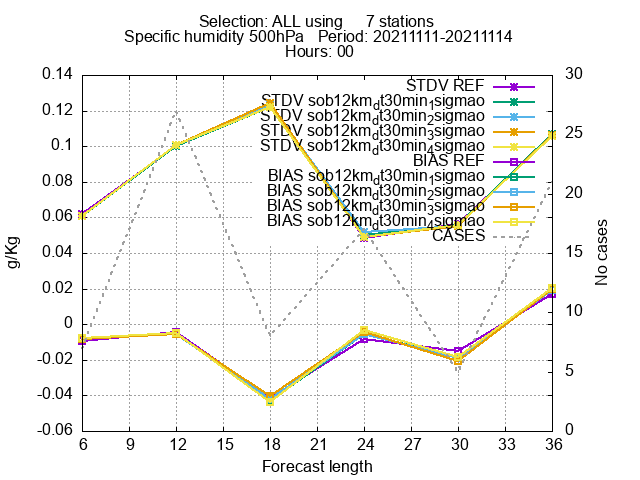 Selection: ALL using 7 stations
Specific humidity 500hPa Period: 20211111-20211114
Hours: 00
0.14
0.12
0.1
0.08
0.06
0.04
0.02
0
-0.02
-0.04
-0.06
g/Kg
30
25
20
15
10
5
0
No cases
STDV REF
STDV sob12km_dt30min_1sigmao
STDV sob12km_dt30min_2sigmao
STDV sob12km_dt30min_3sigmao
STDV sob12km_dt30min_4sigmao
BIAS REF
BIAS sob12km_dt30min_1sigmao
BIAS sob12km_dt30min_2sigmao
BIAS sob12km_dt30min_3sigmao
BIAS sob12km_dt30min_4sigmao
CASES
6 12 15 18 21 24 27 30 33 36
Forecast length